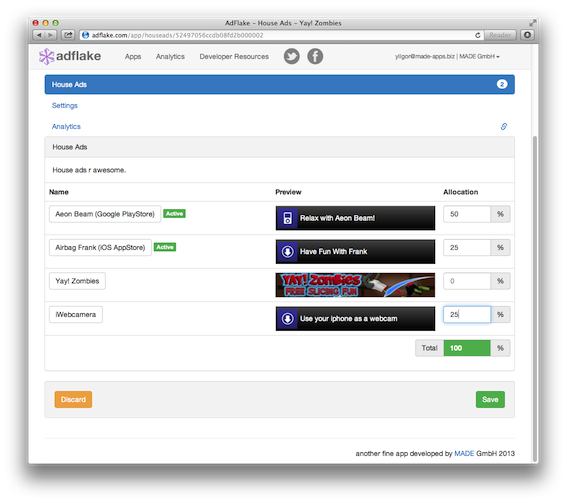 AdFlake – House Ads – Yay! Zombies
adflake.com/app/houseads/52497056ccdb08fd2b000002
Reader
adflake Apps Analytics Developer Resources yligor@made-apps.biz | MADE GmbH
House Ads 2
Settings
Analytics
House Ads
House ads r awesome.
Name Preview Allocation
Aeon Beam (Google PlayStore) Active Relax with Aeon Beam! 50 %
Airbag Frank (iOS AppStore) Active Have Fun With Frank 25 %
Yay! Zombies YAY! ZOMBIES 0 %
FREE SLICING FUN
iWebcamera Use your iphone as a webcam 25 %
Total 100 %
Discard Save
another fine app developed by MADE GmbH 2013